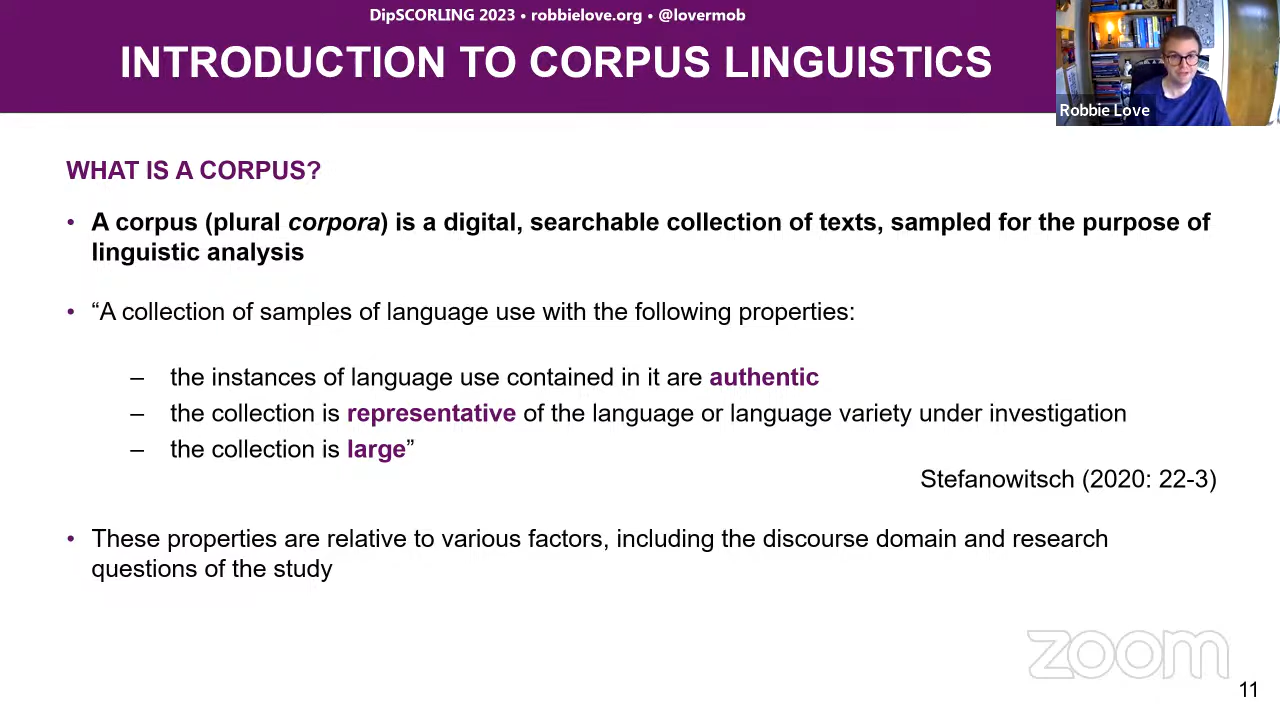 DipSCORLING 2023 • robbielove.org • @lovermob
INTRODUCTION TO CORPUS LINGUISTICS
Robbie Love
WHAT IS A CORPUS?
• A corpus (plural corpora) is a digital, searchable collection of texts, sampled for the purpose of
linguistic analysis
• “A collection of samples of language use with the following properties:
– the instances of language use contained in it are authentic
– the collection is representative of the language or language variety under investigation
– the collection is large”
Stefanowitsch (2020: 22-3)
• These properties are relative to various factors, including the discourse domain and research
questions of the study
zoom
11